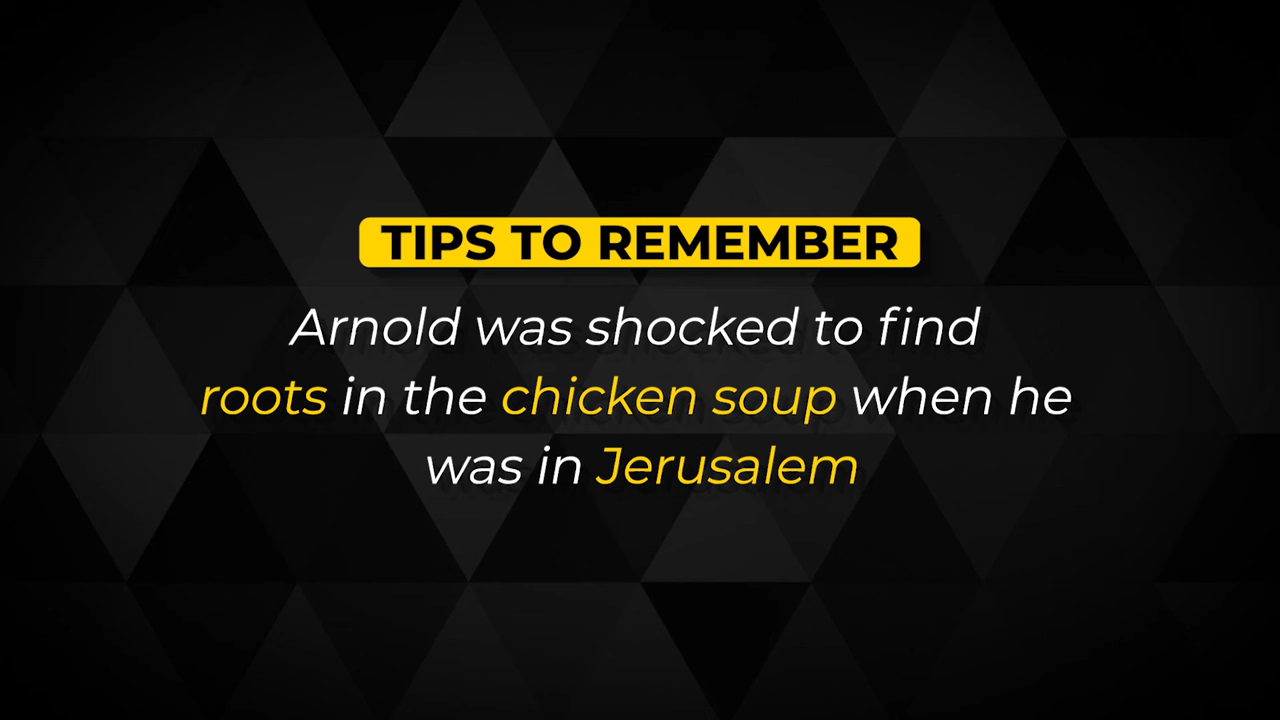 TIPS TO REMEMBER
Arnold was shocked to find
roots in the chicken soup when he
was in Jerusalem